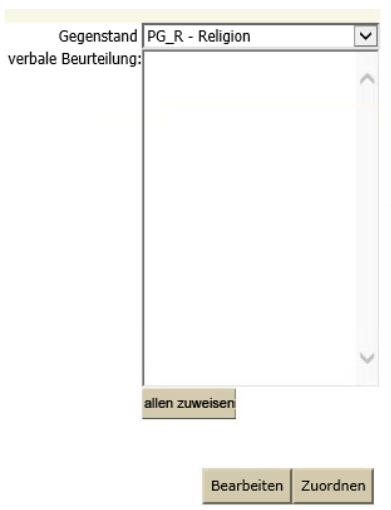 Gegenstand PG_R - Religion
verbale Beurteilung:
allen zuweisen
Bearbeiten Zuordnen